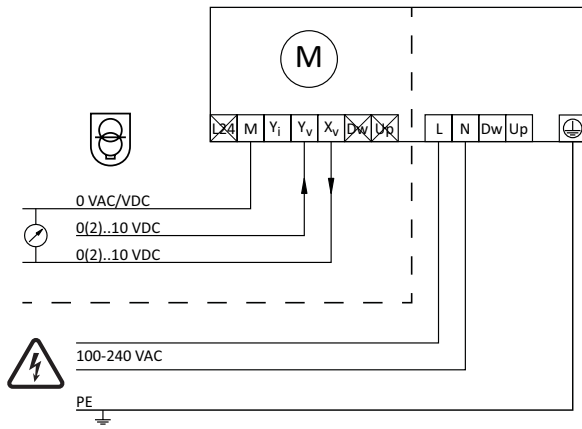 M
L24 M Yi Yv Xv Dw Up L N Dw Up
0 VAC/VDC
0(2)..10 VDC
0(2)..10 VDC
100-240 VAC
PE